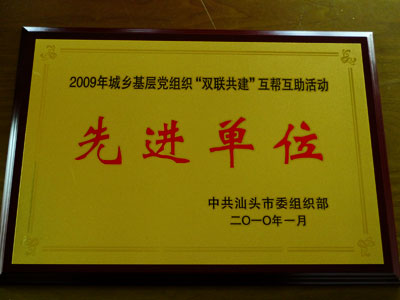 2009年城乡基层党组织“双联共建”互帮互助活动
先进单位
中共汕头市委组织部
二〇一〇年一月